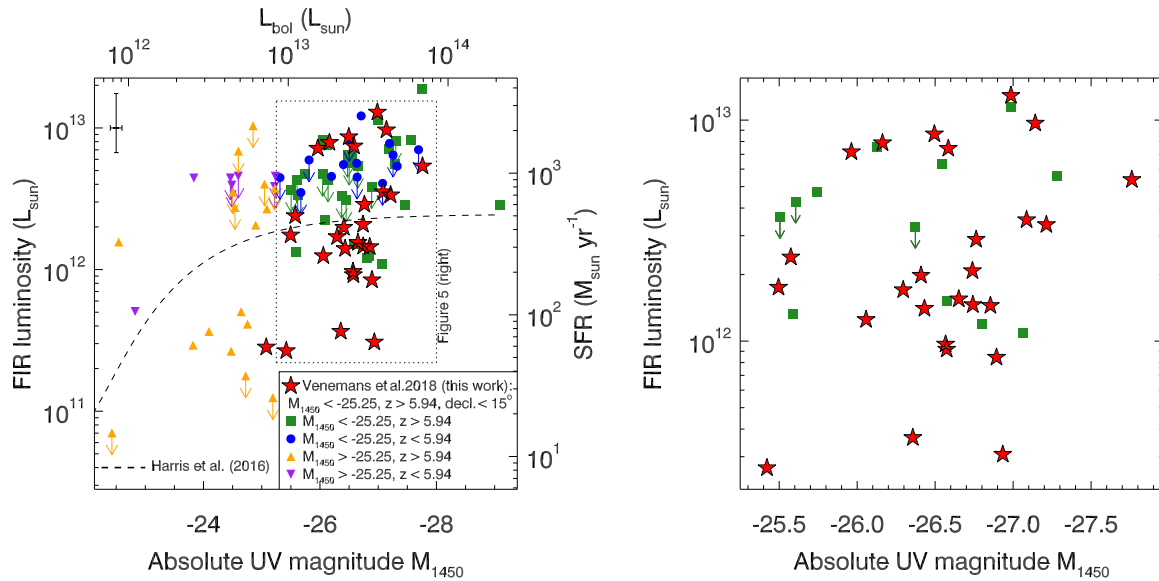 L_bol (L_sun)
10^12 10^13 10^14
10^13
10^12
10^11
FIR luminosity (L_sun)
10^3
10^2
10^1
SFR (M_sun yr^-1)
Figure 5 (right)
Venemans et al. 2018 (this work):
M_1450 < -25.25, z > 5.94, decl. < 15°
M_1450 < -25.25, z > 5.94
M_1450 < -25.25, z < 5.94
M_1450 > -25.25, z > 5.94
M_1450 > -25.25, z < 5.94
Harris et al. (2016)
-24 -26 -28
Absolute UV magnitude M_1450
10^13
10^12
FIR luminosity (L_sun)
-25.5 -26.0 -26.5 -27.0 -27.5
Absolute UV magnitude M_1450